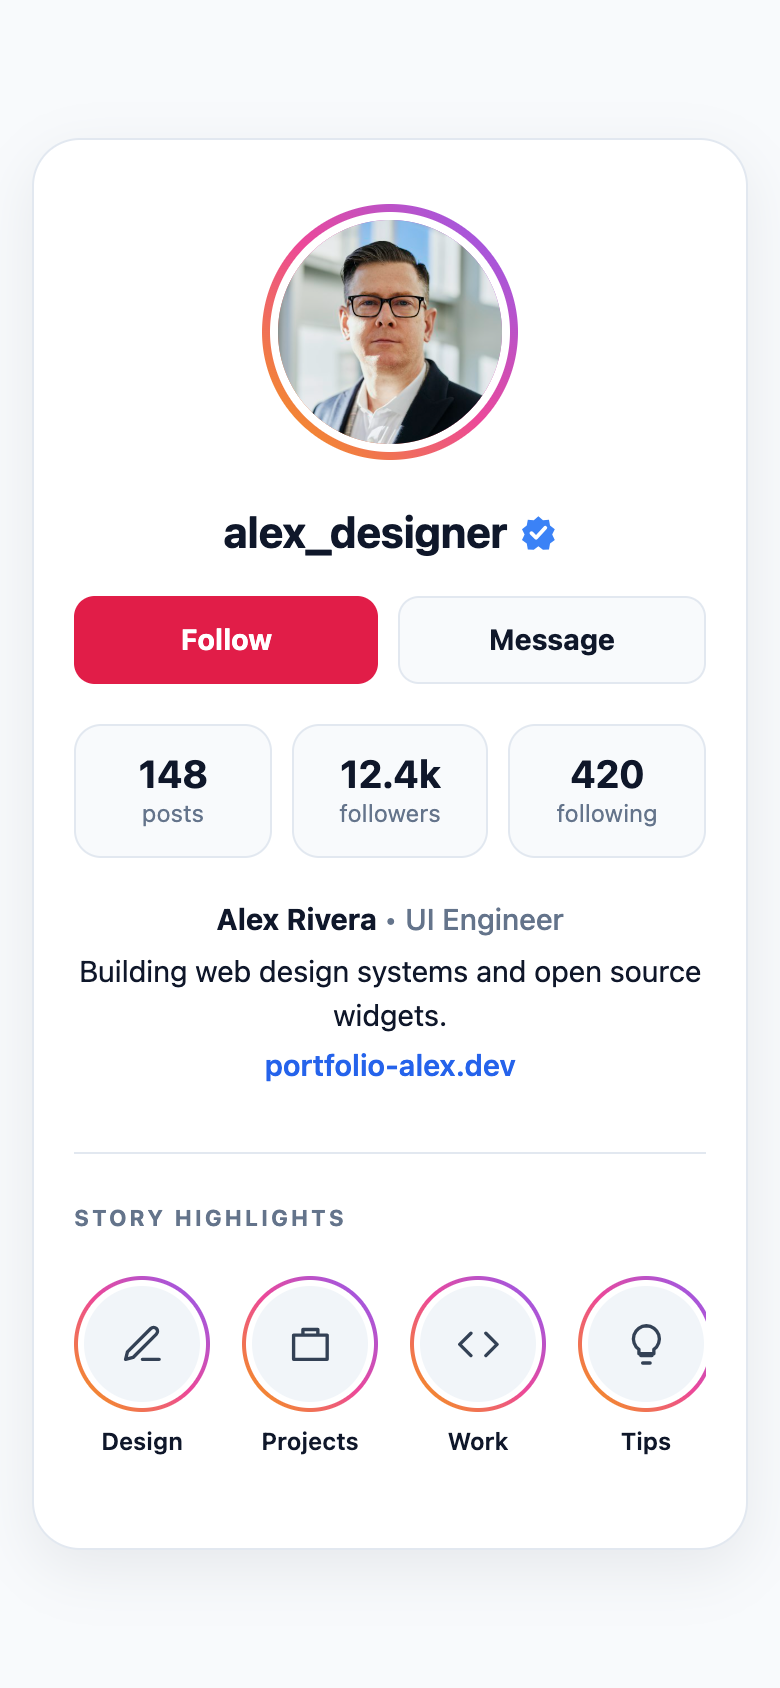 alex_designer
Follow
Message
148
posts
12.4k
followers
420
following
Alex Rivera • UI Engineer
Building web design systems and open source
widgets.
portfolio-alex.dev
STORY HIGHLIGHTS
Design
Projects
Work
Tips